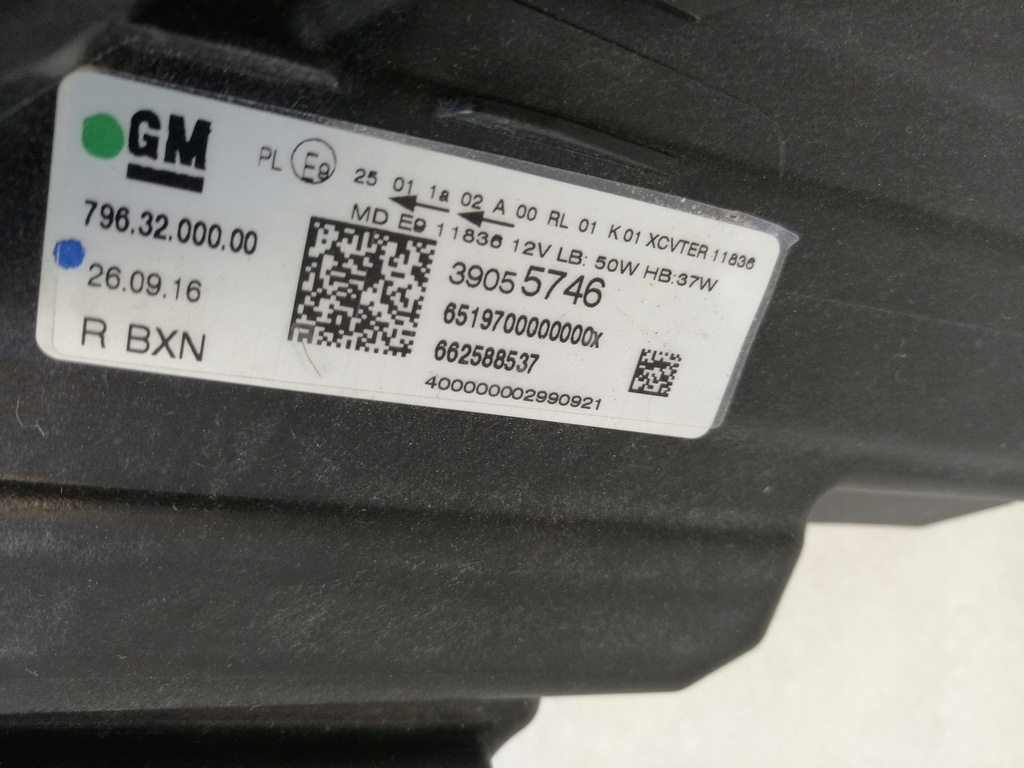 GM
796.32.000.00
26.09.16
R BXN
PL E9 25 01 1a 02 A 00 RL 01 K01 XCVTER 11836
MD E9 11836 12V LB: 50W HB:37W
39055746
6519700000000x
662588537
400000002990921